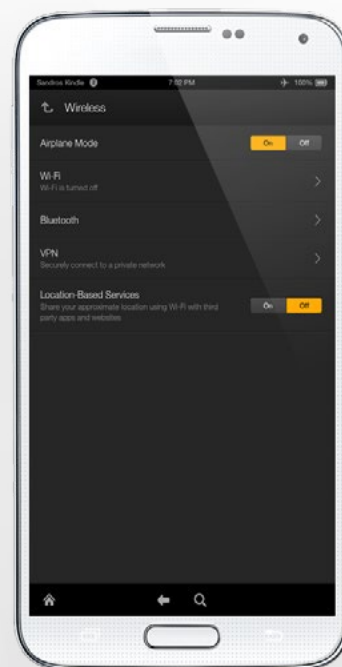 Sandros Kindle 7:02 PM 100%
Wireless
Airplane Mode On Off
Wi-Fi
Wi-Fi is turned off
Bluetooth
VPN
Securely connect to a private network
Location-Based Services On Off
Share your approximate location using Wi-Fi with third
party apps and websites